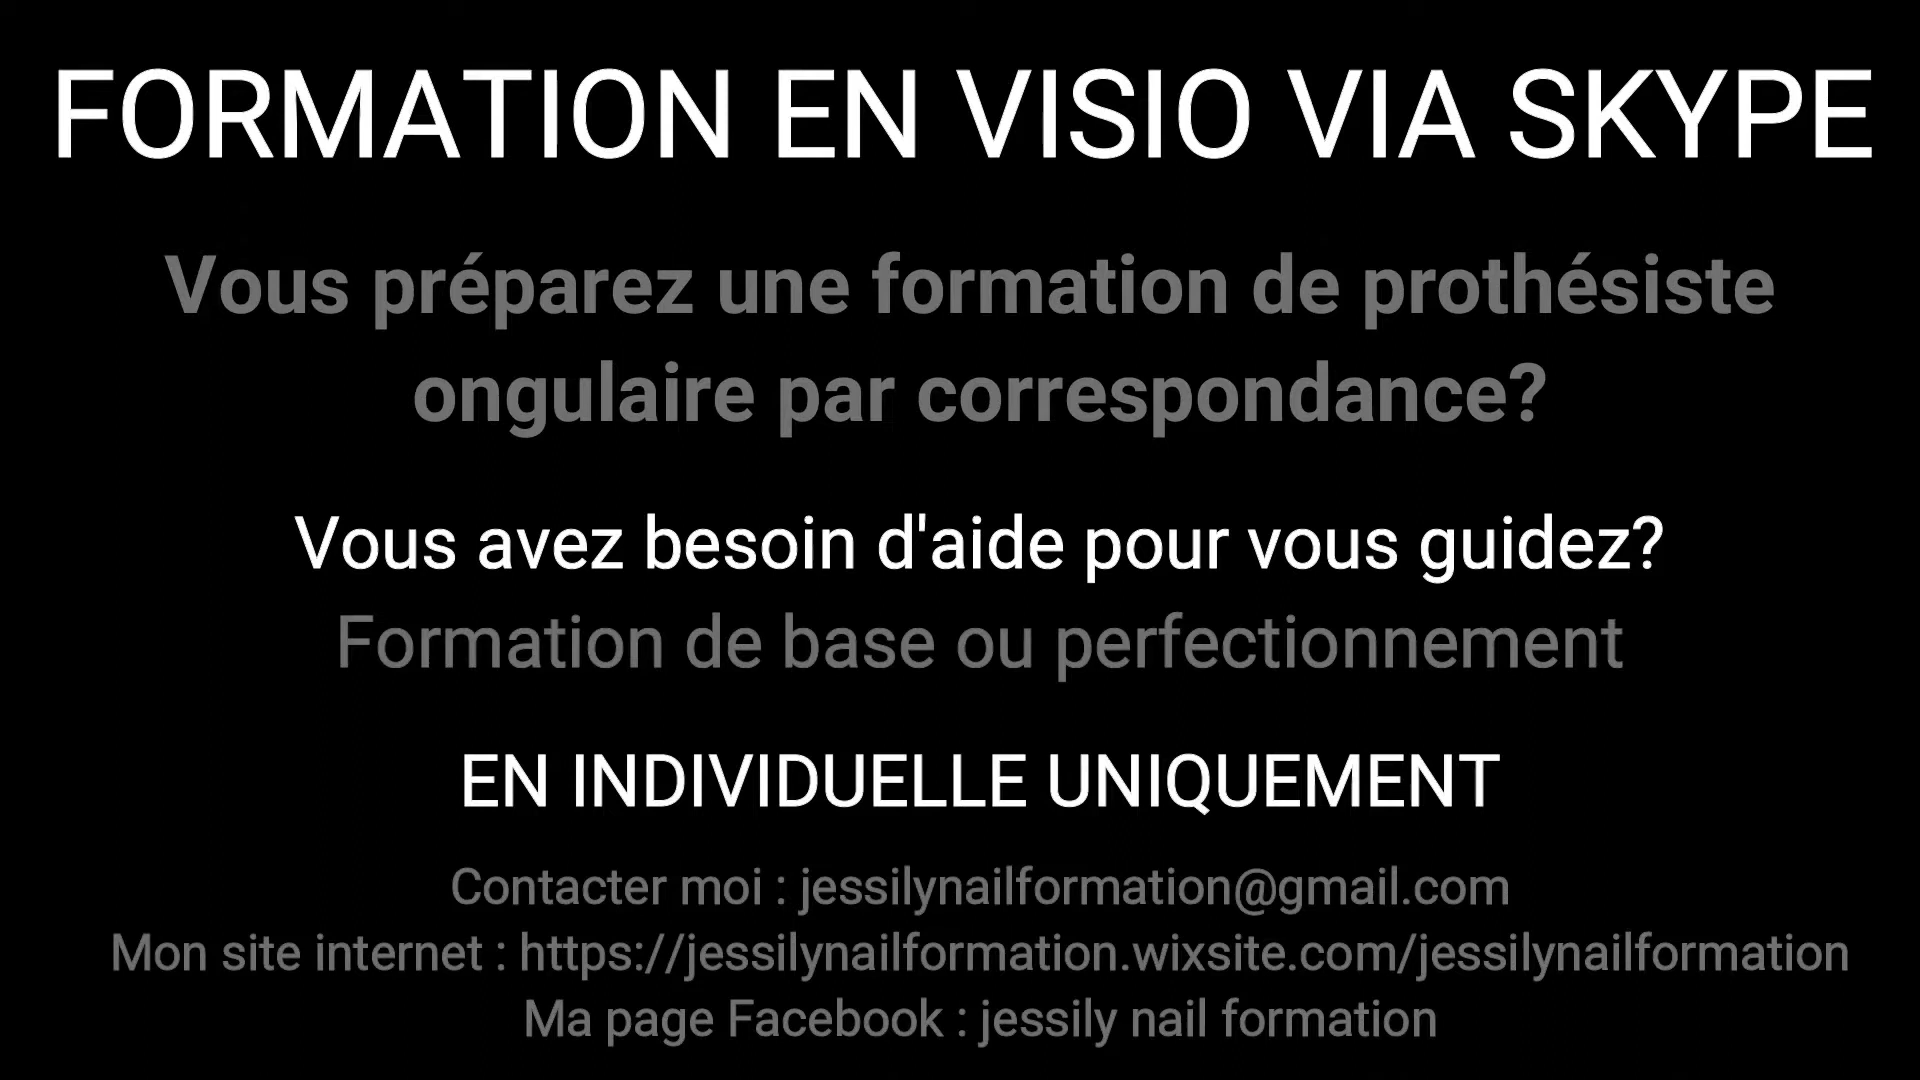 FORMATION EN VISIO VIA SKYPE
Vous préparez une formation de prothésiste
ongulaire par correspondance?
Vous avez besoin d'aide pour vous guidez?
Formation de base ou perfectionnement
EN INDIVIDUELLE UNIQUEMENT
Contacter moi : jessilynailformation@gmail.com
Mon site internet : https://jessilynailformation.wixsite.com/jessilynailformation
Ma page Facebook : jessily nail formation